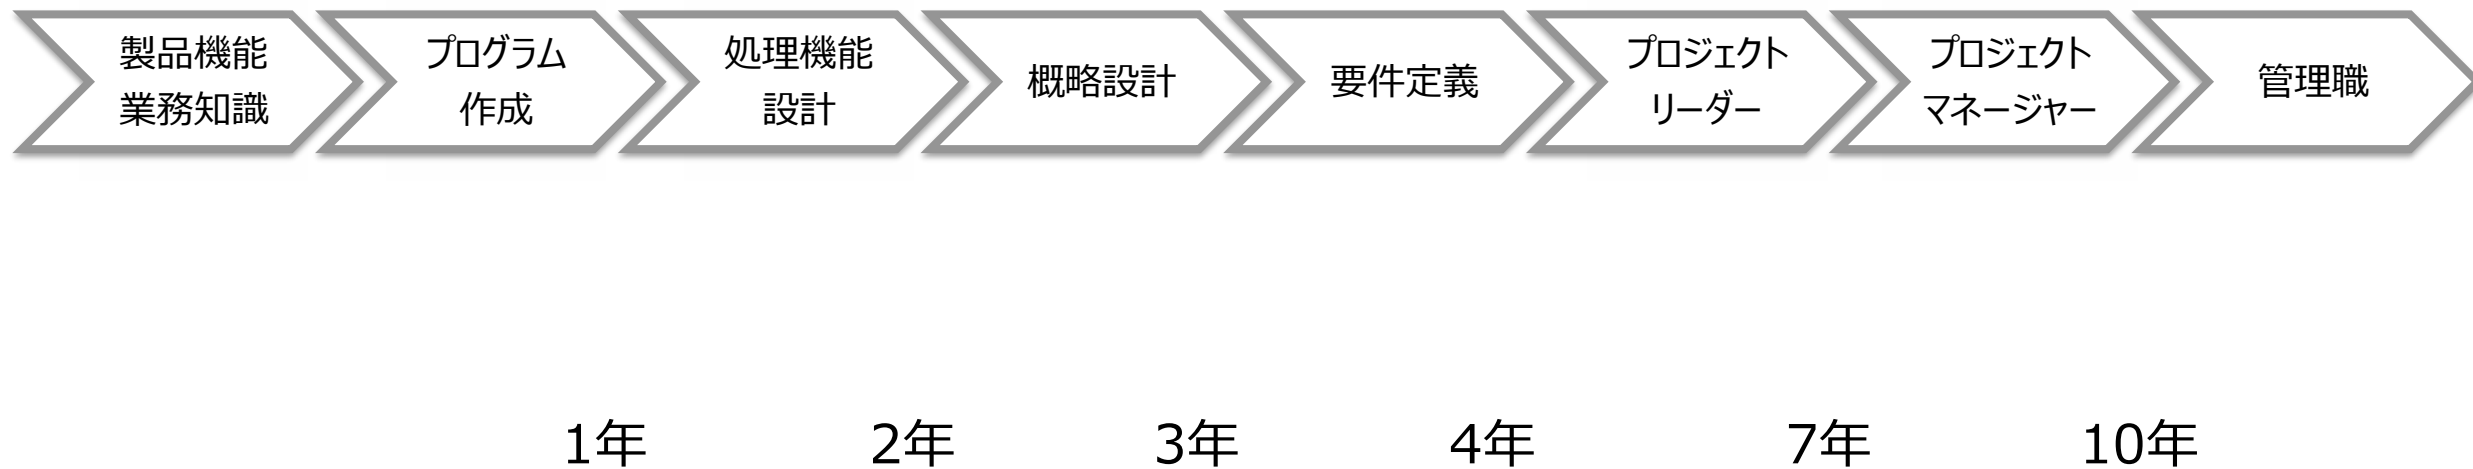 製品機能
業務知識
プログラム
作成
処理機能
設計
概略設計
要件定義
プロジェクト
リーダー
プロジェクト
マネージャー
管理職
1年
2年
3年
4年
7年
10年